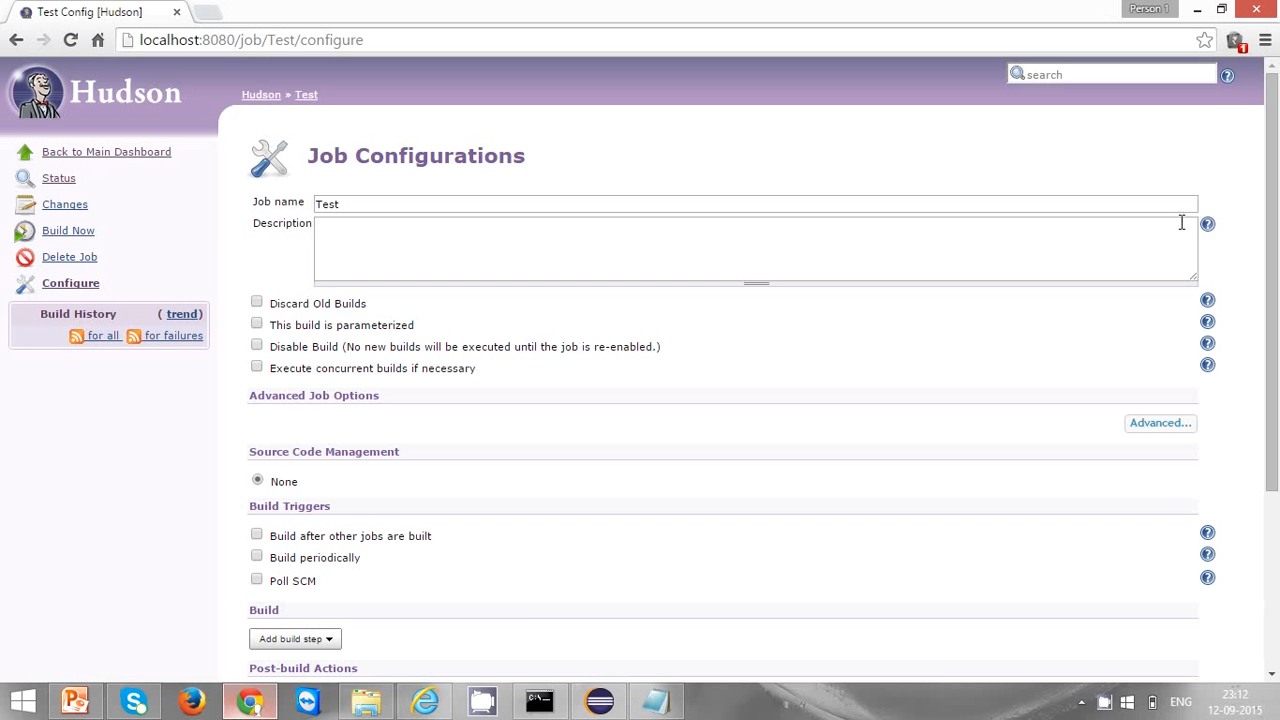 Test Config [Hudson]
Person 1
localhost:8080/job/Test/configure
1
Hudson
search
Hudson » Test
Back to Main Dashboard
Status
Changes
Build Now
Delete Job
Configure
Build History (trend)
for all for failures
Job Configurations
Job name Test
Description
Discard Old Builds
This build is parameterized
Disable Build (No new builds will be executed until the job is re-enabled.)
Execute concurrent builds if necessary
Advanced Job Options
Advanced...
Source Code Management
None
Build Triggers
Build after other jobs are built
Build periodically
Poll SCM
Build
Add build step
Post-build Actions
ENG
23:12
12-09-2015